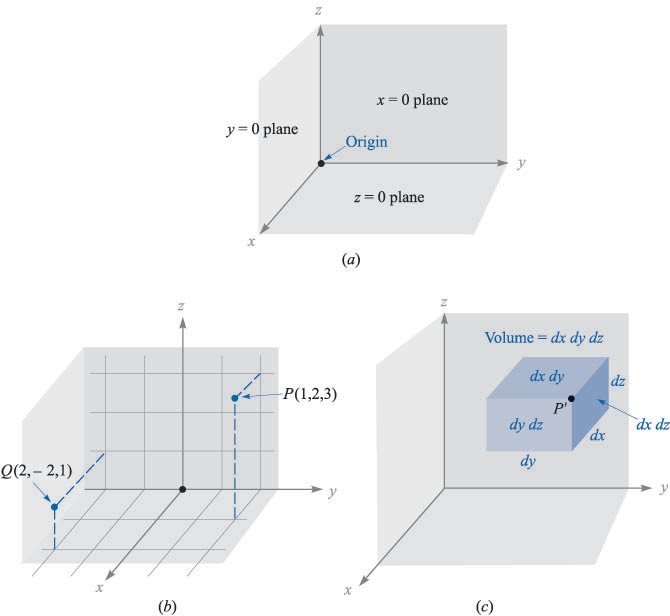 z
x = 0 plane
y = 0 plane
Origin
y
z = 0 plane
x
(a)
z
P(1,2,3)
Q(2, – 2,1)
y
x
(b)
z
Volume = dx dy dz
dx dy
dz
P'
dy dz
dx dz
dx
dy
y
x
(c)